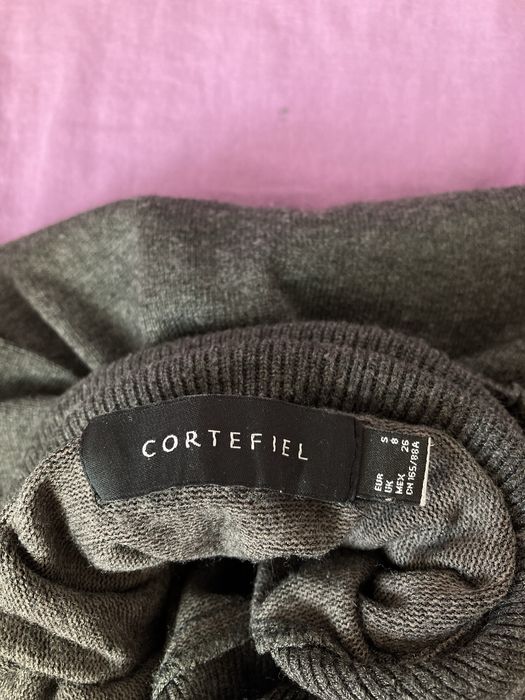 CORTEFIEL
EUR S
UK 8
MEX 26
CH 165/88A